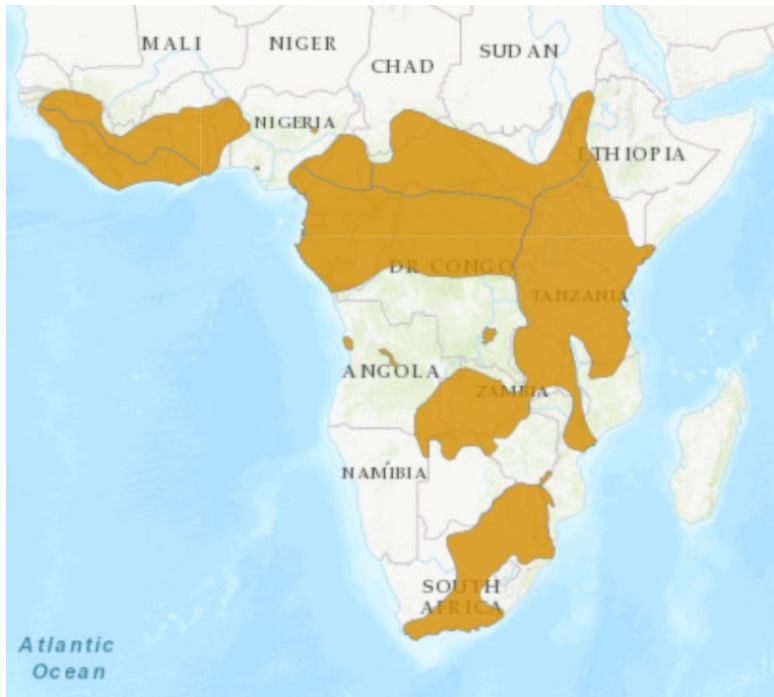 MALI
NIGER
SUDAN
CHAD
NIGERIA
ETHIOPIA
DR CONGO
TANZANIA
ANGOLA
ZAMBIA
NAMIBIA
SOUTH
AFRICA
Atlantic
Ocean